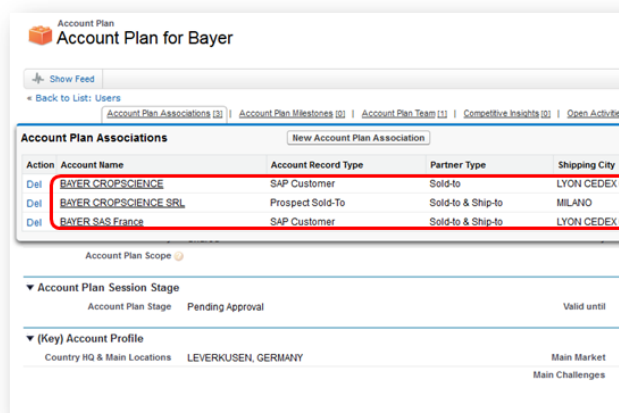 Account Plan
Account Plan for Bayer
Show Feed
« Back to List: Users
Account Plan Associations [3] | Account Plan Milestones [0] | Account Plan Team [1] | Competitive Insights [0] | Open Activitie
Account Plan Associations New Account Plan Association
Action Account Name Account Record Type Partner Type Shipping City
Del BAYER CROPSCIENCE SAP Customer Sold-to LYON CEDEX
Del BAYER CROPSCIENCE SRL Prospect Sold-To Sold-to & Ship-to MILANO
Del BAYER SAS France SAP Customer Sold-to & Ship-to LYON CEDEX
Account Plan Scope
Account Plan Session Stage
Account Plan Stage Pending Approval Valid until
(Key) Account Profile
Country HQ & Main Locations LEVERKUSEN, GERMANY Main Market
Main Challenges